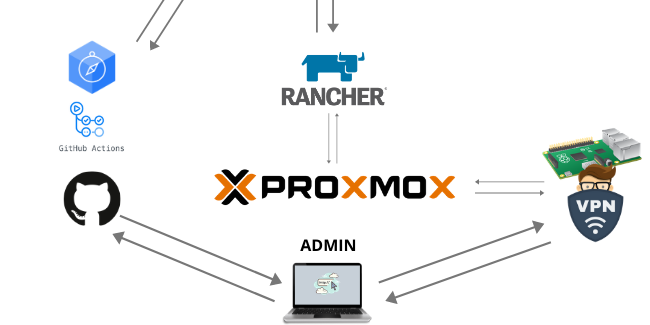 RANCHER
GitHub Actions
PROXMOX
VPN
ADMIN